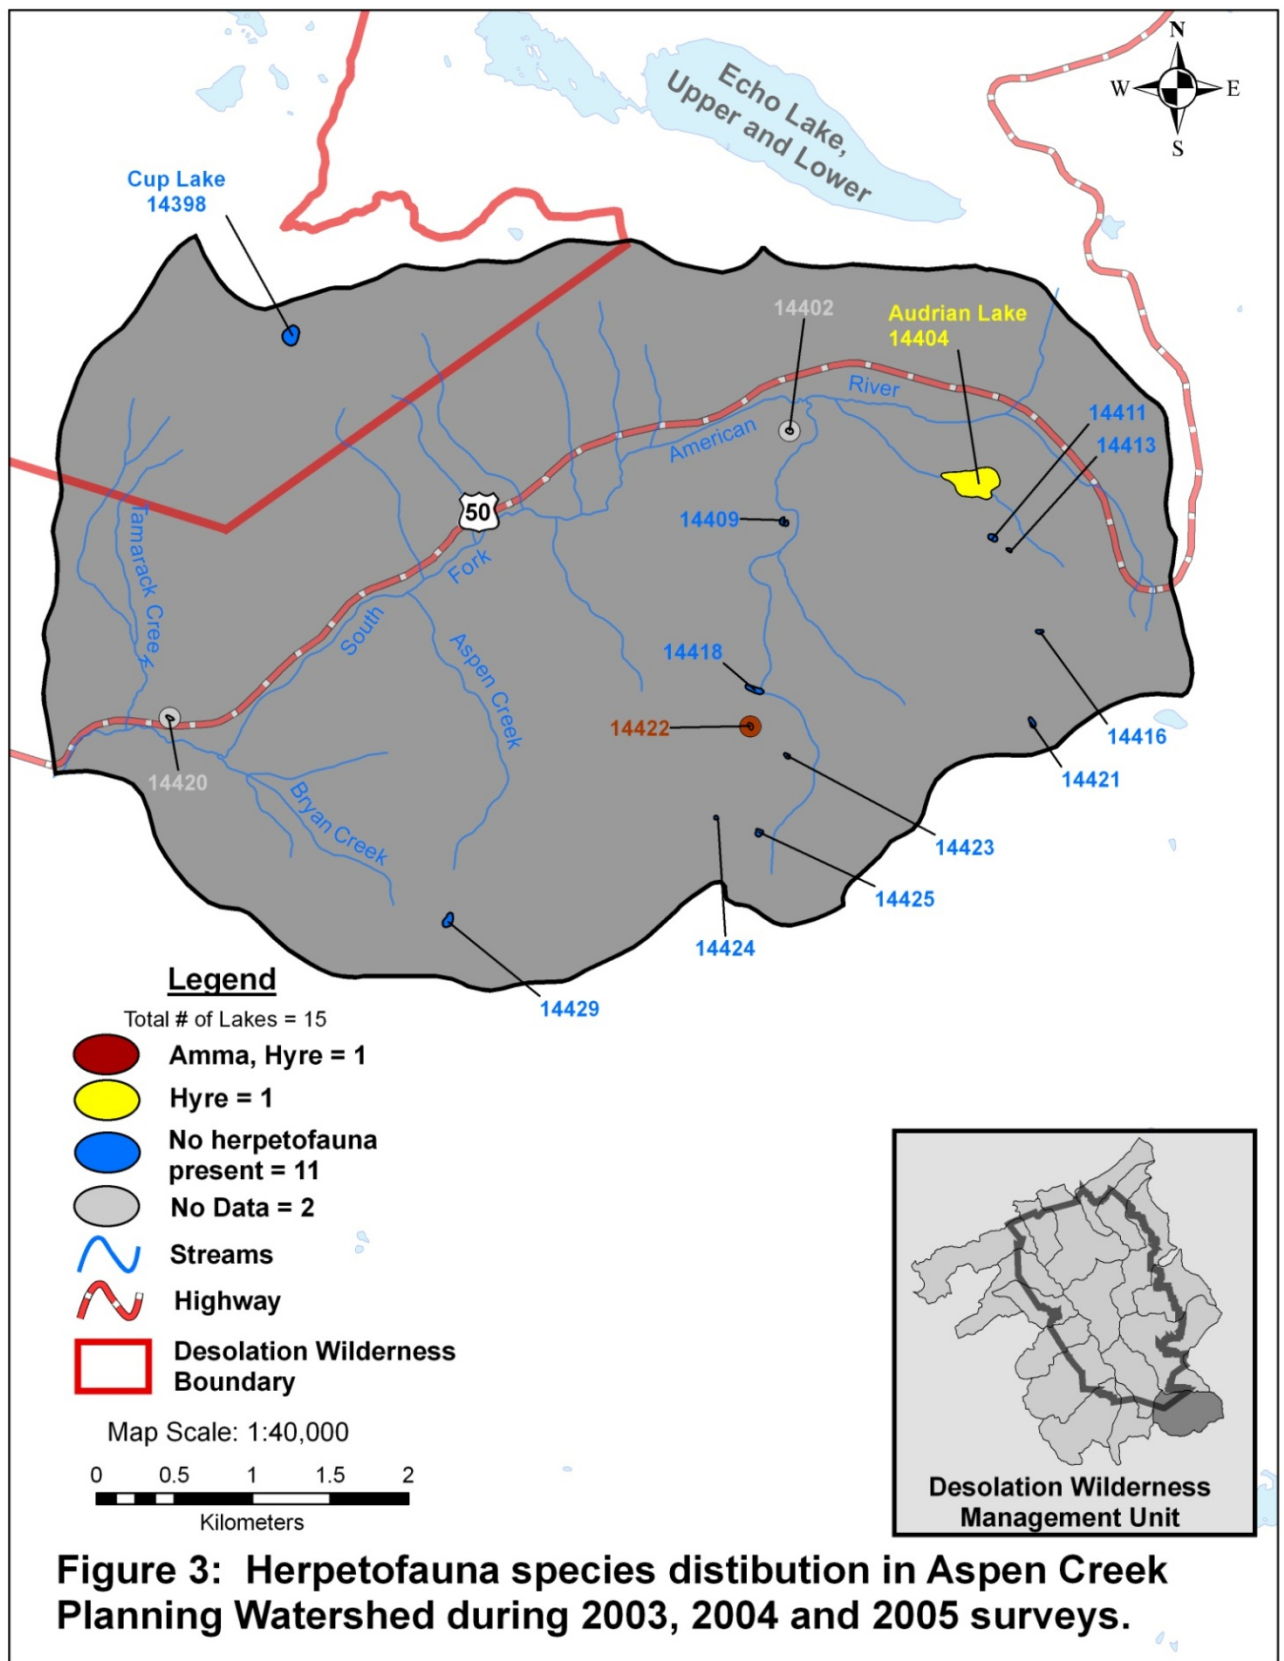 N
W E
S
Echo Lake,
Upper and Lower
Cup Lake
14398
14402
Audrian Lake
14404
River
American
14411
14413
50
14409
Fork
South
Tamarack Creek
Aspen Creek
14418
14422
14416
14421
14420
Bryan Creek
14423
14425
14424
14429
Legend
Total # of Lakes = 15
Amma, Hyre = 1
Hyre = 1
No herpetofauna
present = 11
No Data = 2
Streams
Highway
Desolation Wilderness
Boundary
Map Scale: 1:40,000
0 0.5 1 1.5 2
Kilometers
Desolation Wilderness
Management Unit
Figure 3: Herpetofauna species distibution in Aspen Creek
Planning Watershed during 2003, 2004 and 2005 surveys.